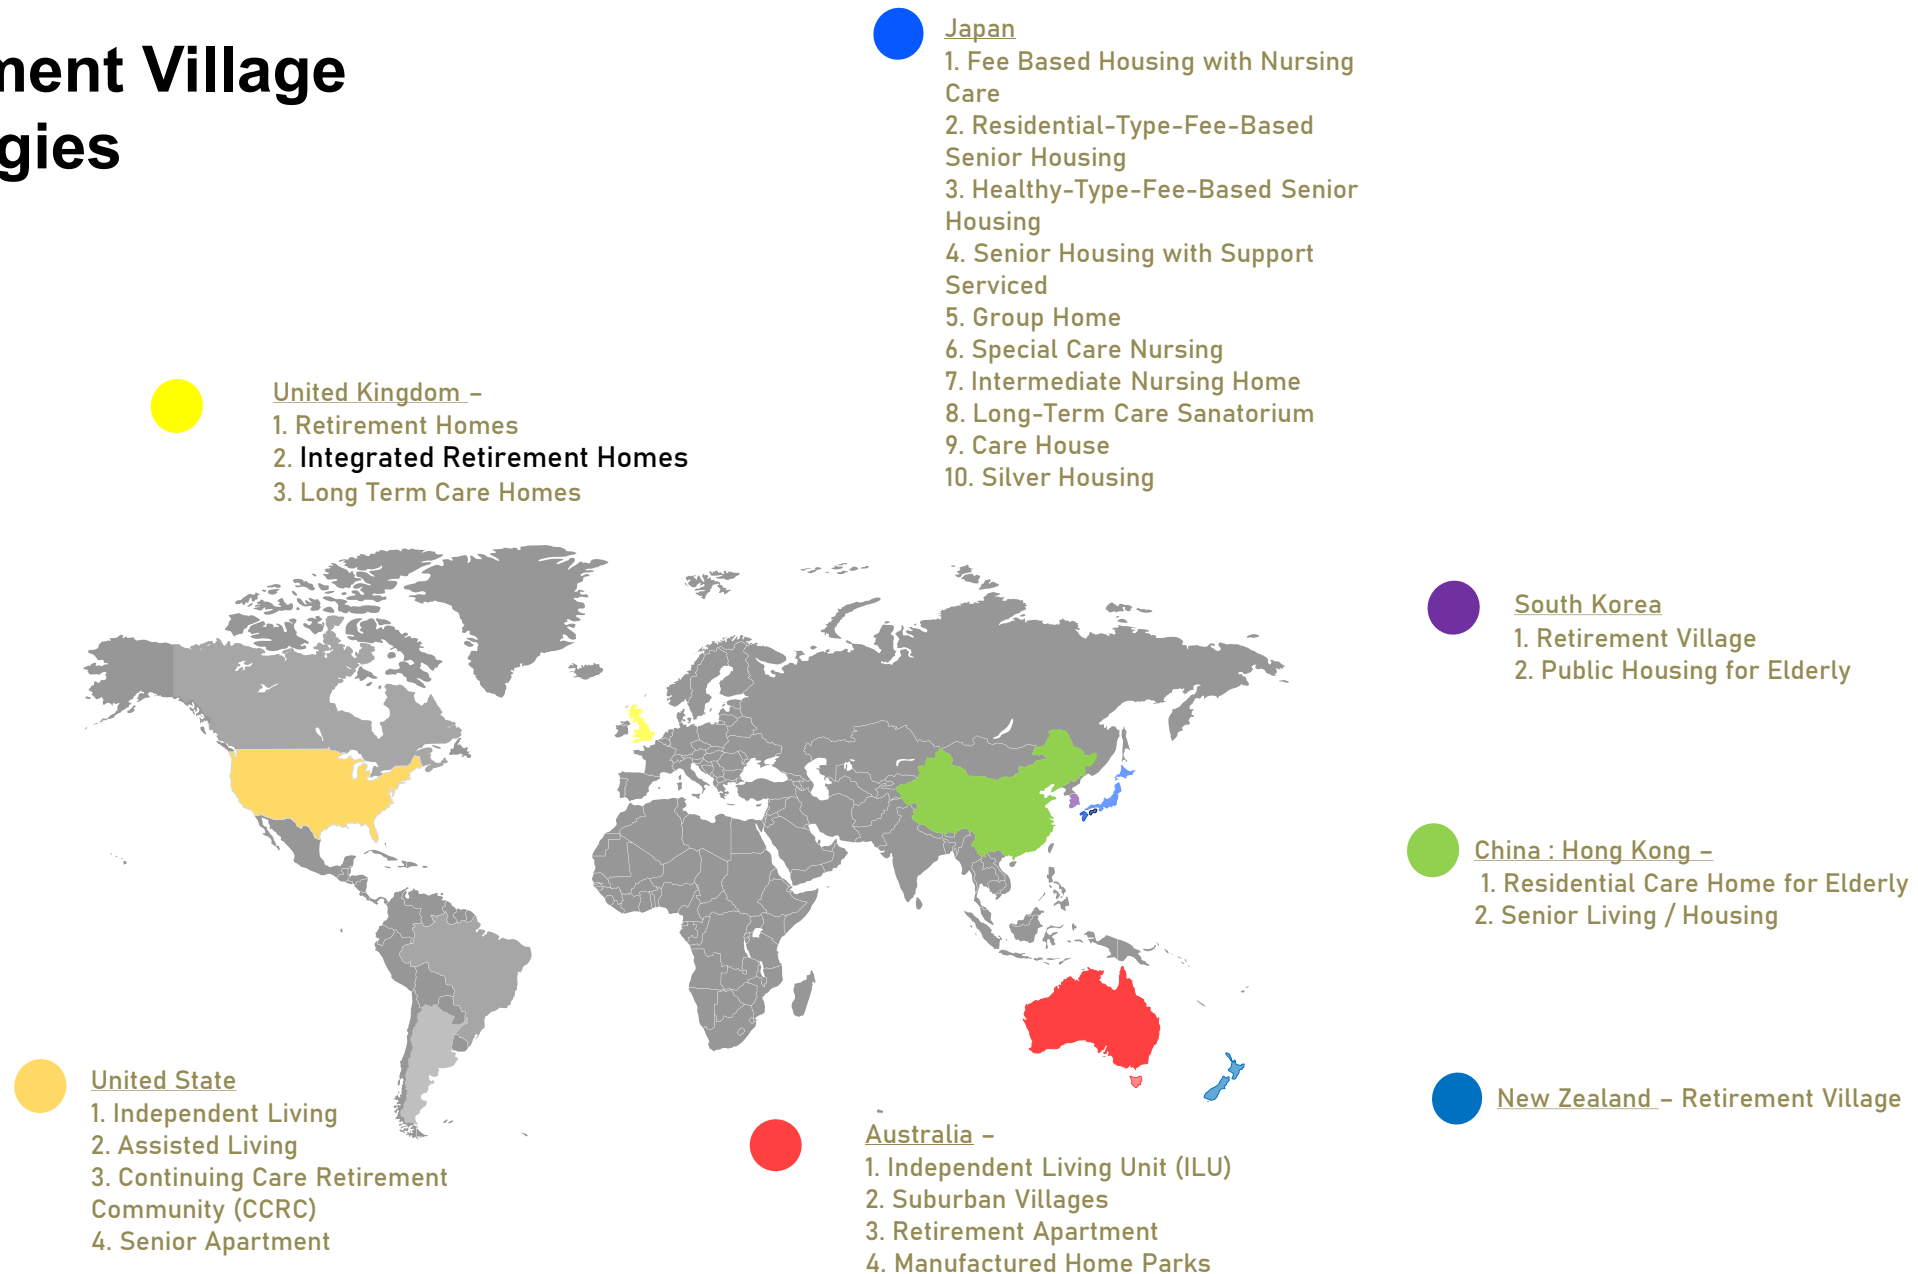 ment Village
gies
Japan
1. Fee Based Housing with Nursing
Care
2. Residential-Type-Fee-Based
Senior Housing
3. Healthy-Type-Fee-Based Senior
Housing
4. Senior Housing with Support
Serviced
5. Group Home
6. Special Care Nursing
7. Intermediate Nursing Home
8. Long-Term Care Sanatorium
9. Care House
10. Silver Housing
United Kingdom –
1. Retirement Homes
2. Integrated Retirement Homes
3. Long Term Care Homes
South Korea
1. Retirement Village
2. Public Housing for Elderly
China : Hong Kong –
1. Residential Care Home for Elderly
2. Senior Living / Housing
New Zealand – Retirement Village
United State
1. Independent Living
2. Assisted Living
3. Continuing Care Retirement
Community (CCRC)
4. Senior Apartment
Australia –
1. Independent Living Unit (ILU)
2. Suburban Villages
3. Retirement Apartment
4. Manufactured Home Parks